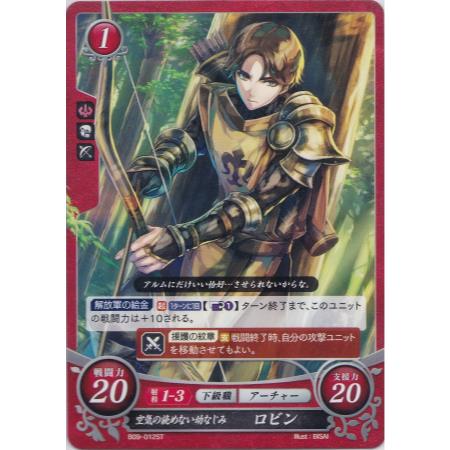 1
アルムにだけいい恰好…させられないからな。
解放軍の給金 起 1ターンに1回 【 1】ターン終了まで、このユニット
の戦闘力は+10される。
援護の紋章 攻 戦闘終了時、自分の攻撃ユニット
を移動させてもよい。
戦闘力
20
射程 1-3 下級職 アーチャー
支援力
20
空気の読めない幼なじみ ロビン
B09-012ST
Illust : BISAI